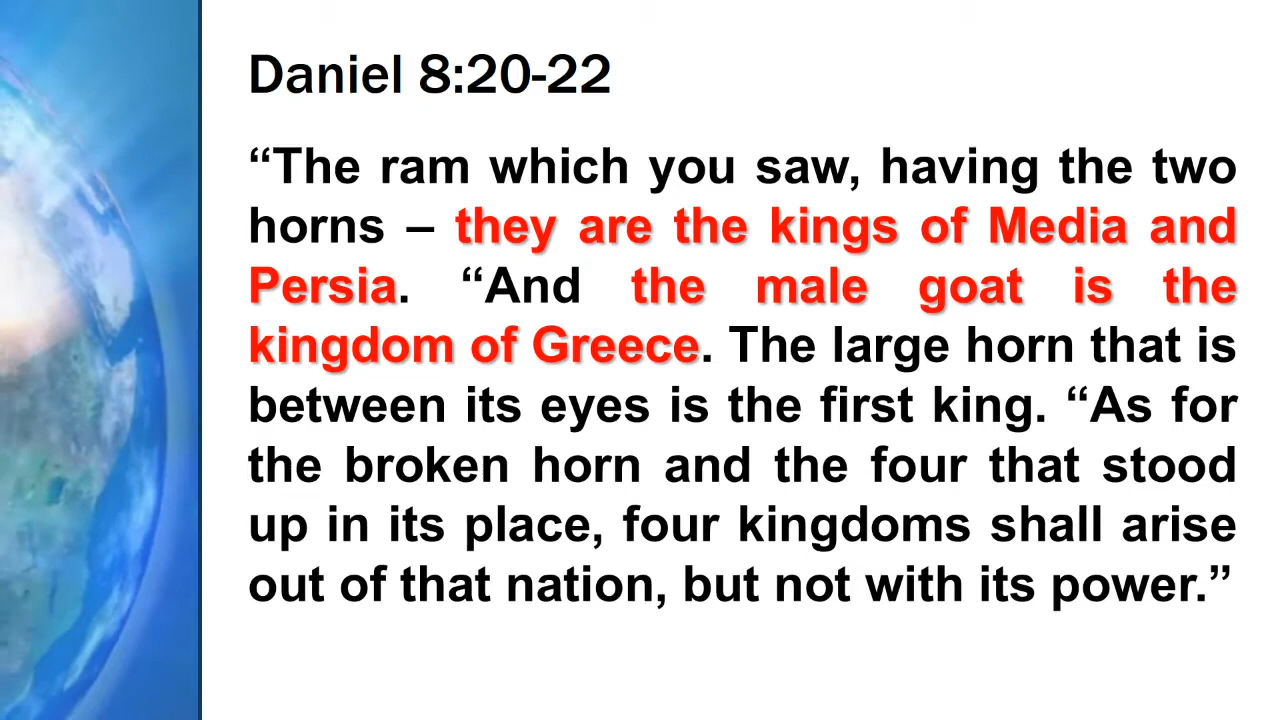 Daniel 8:20-22
“The ram which you saw, having the two
horns – they are the kings of Media and
Persia. “And the male goat is the
kingdom of Greece. The large horn that is
between its eyes is the first king. “As for
the broken horn and the four that stood
up in its place, four kingdoms shall arise
out of that nation, but not with its power.”